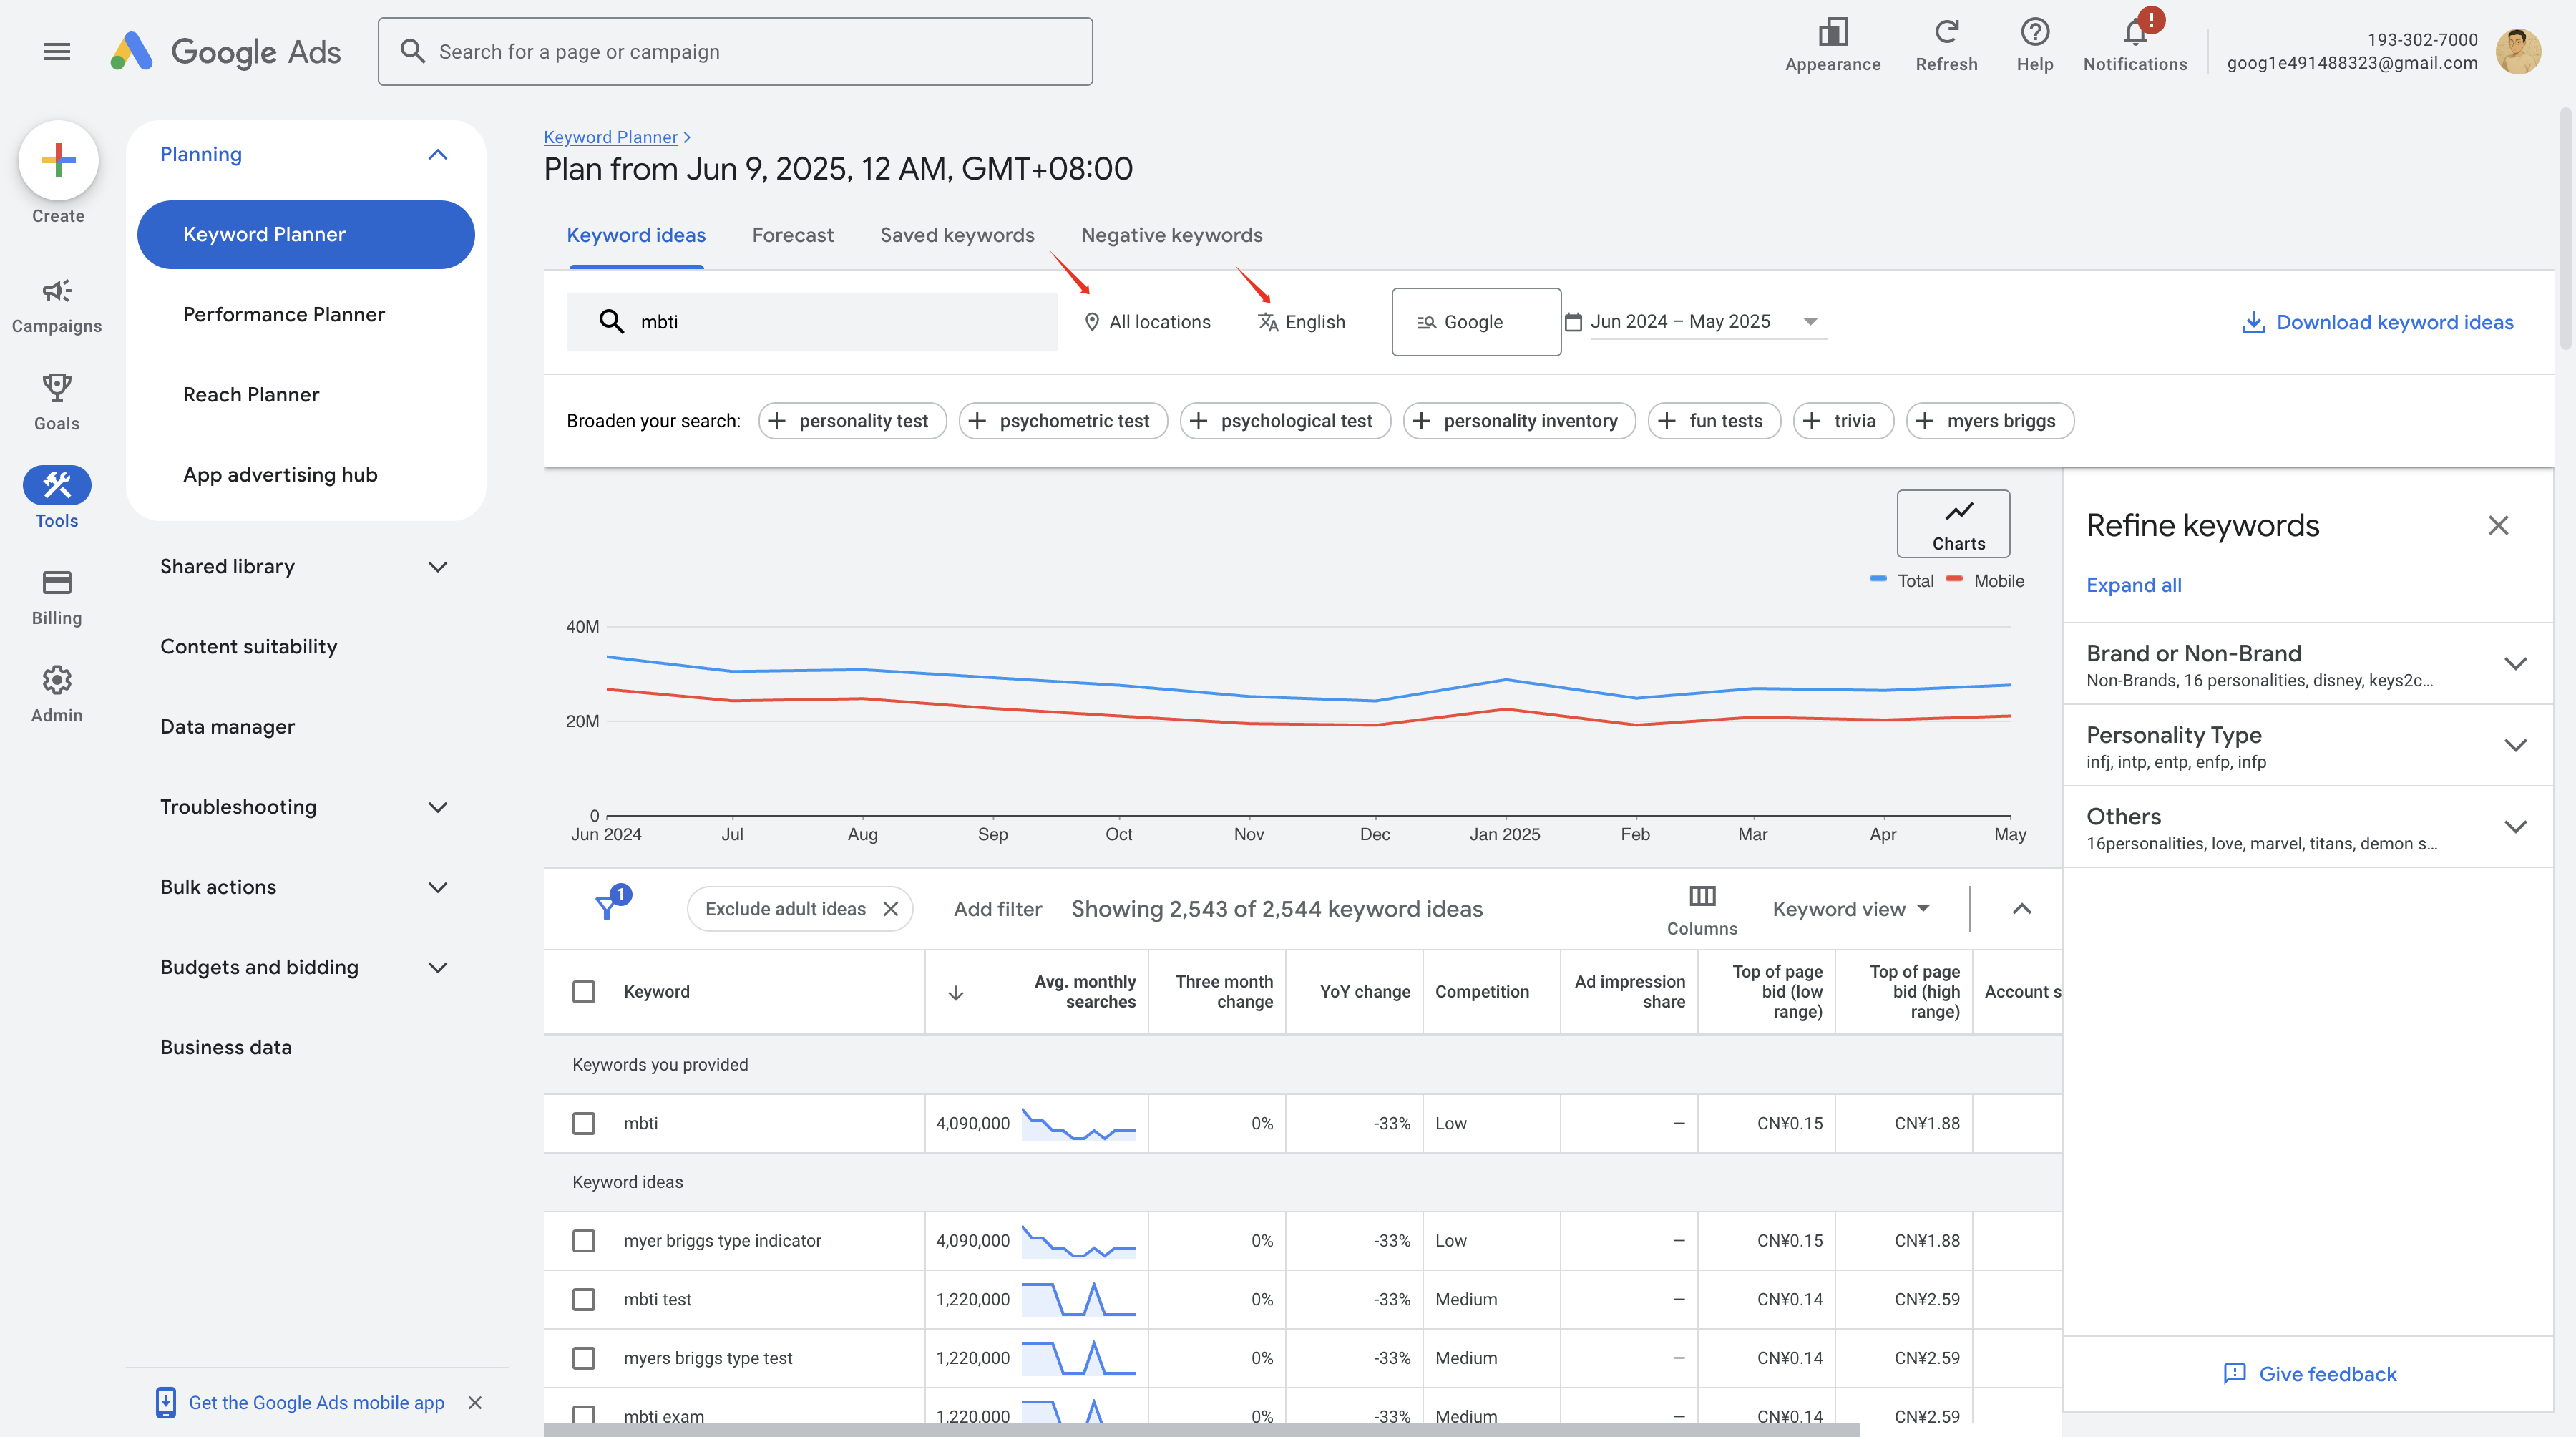 Google Ads
Search for a page or campaign
Appearance
Refresh
Help
!
Notifications
193-302-7000
goog1e491488323@gmail.com
Create
Campaigns
Goals
Tools
Billing
Admin
Planning
Keyword Planner
Performance Planner
Reach Planner
App advertising hub
Shared library
Content suitability
Data manager
Troubleshooting
Bulk actions
Budgets and bidding
Business data
Get the Google Ads mobile app
Keyword Planner
Plan from Jun 9, 2025, 12 AM, GMT+08:00
Keyword ideas Forecast Saved keywords Negative keywords
mbti All locations English Google Jun 2024 – May 2025 Download keyword ideas
Broaden your search: personality test psychometric test psychological test personality inventory fun tests trivia myers briggs
Charts
Total Mobile
40M
20M
0
Jun 2024 Jul Aug Sep Oct Nov Dec Jan 2025 Feb Mar Apr May
1 Exclude adult ideas Add filter Showing 2,543 of 2,544 keyword ideas Columns Keyword view
Keyword Avg. monthly searches Three month change YoY change Competition Ad impression share Top of page bid (low range) Top of page bid (high range) Account s
Keywords you provided
mbti 4,090,000 0% -33% Low — CN¥0.15 CN¥1.88
Keyword ideas
myer briggs type indicator 4,090,000 0% -33% Low — CN¥0.15 CN¥1.88
mbti test 1,220,000 0% -33% Medium — CN¥0.14 CN¥2.59
myers briggs type test 1,220,000 0% -33% Medium — CN¥0.14 CN¥2.59
mbti exam 1,220,000 0% -33% Medium — CN¥0.14 CN¥2.59
Refine keywords
Expand all
Brand or Non-Brand
Non-Brands, 16 personalities, disney, keys2c...
Personality Type
infj, intp, entp, enfp, infp
Others
16personalities, love, marvel, titans, demon s...
Give feedback